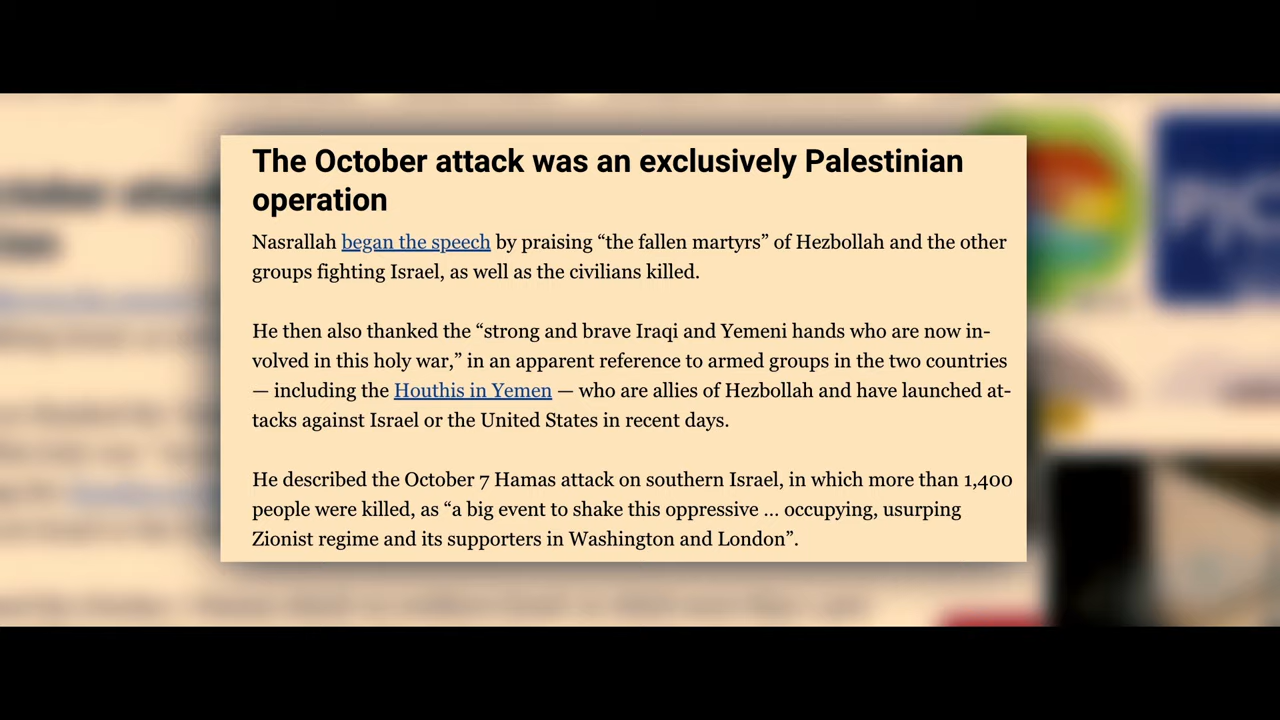 The October attack was an exclusively Palestinian
operation
Nasrallah began the speech by praising “the fallen martyrs” of Hezbollah and the other
groups fighting Israel, as well as the civilians killed.
He then also thanked the “strong and brave Iraqi and Yemeni hands who are now in-
volved in this holy war,” in an apparent reference to armed groups in the two countries
— including the Houthis in Yemen — who are allies of Hezbollah and have launched at-
tacks against Israel or the United States in recent days.
He described the October 7 Hamas attack on southern Israel, in which more than 1,400
people were killed, as “a big event to shake this oppressive ... occupying, usurping
Zionist regime and its supporters in Washington and London”.